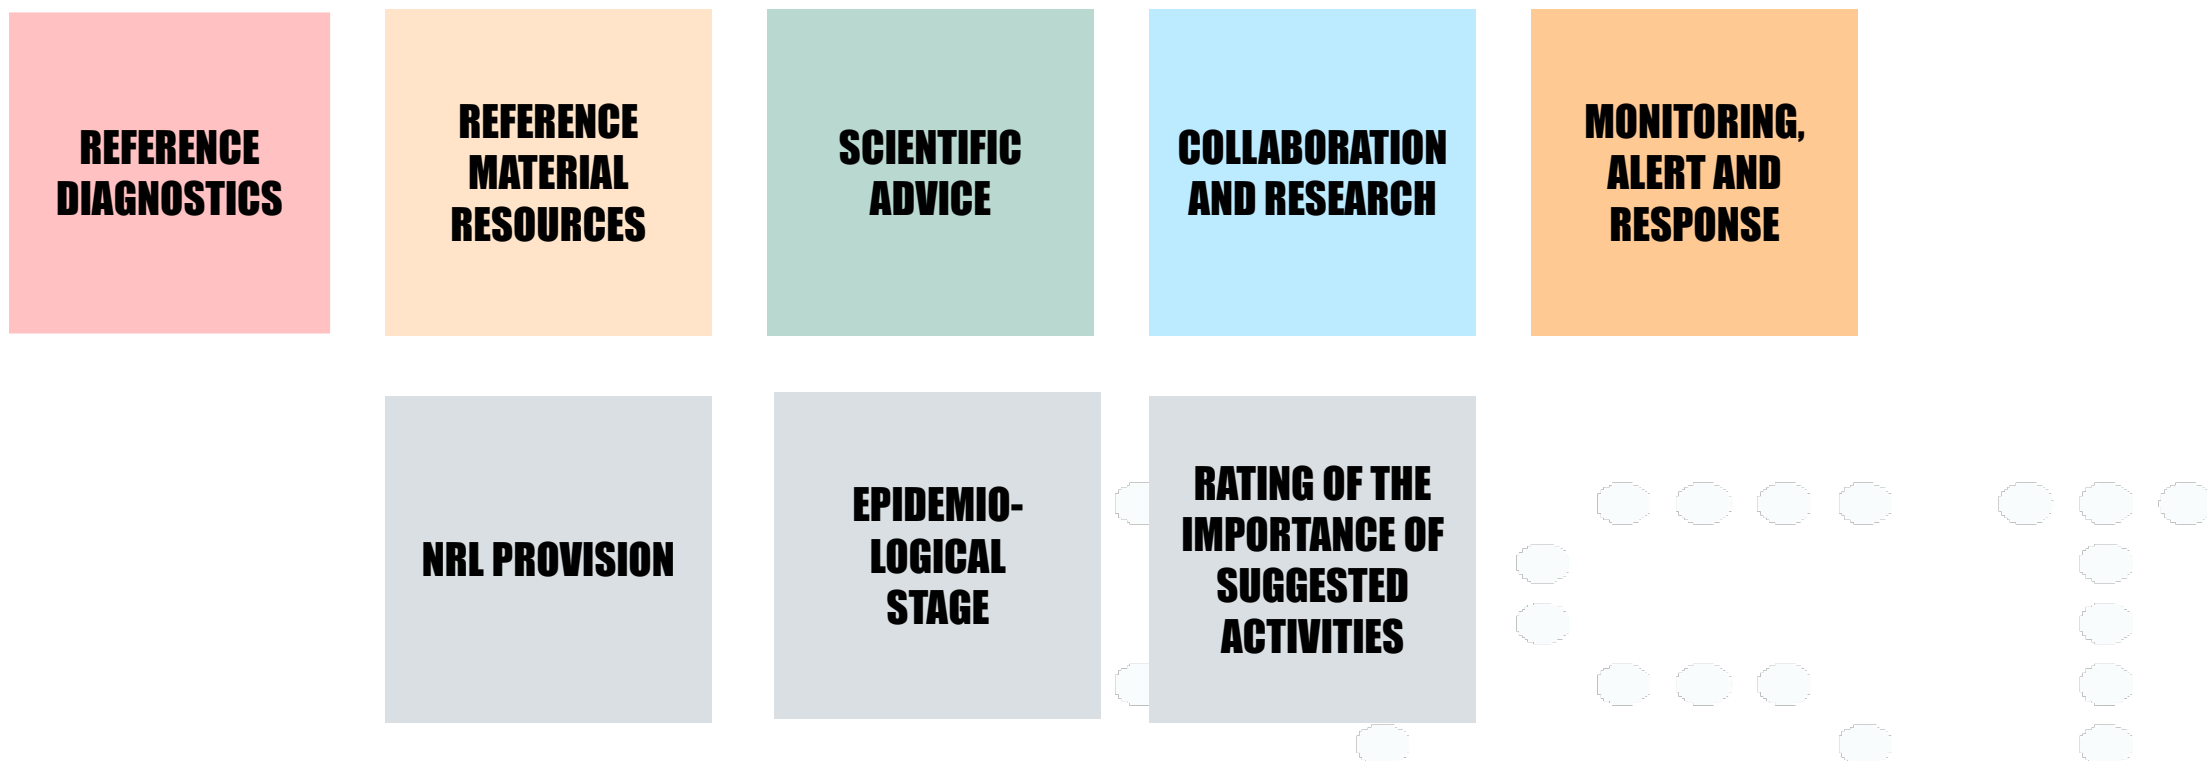 REFERENCE
DIAGNOSTICS
REFERENCE
MATERIAL
RESOURCES
SCIENTIFIC
ADVICE
COLLABORATION
AND RESEARCH
MONITORING,
ALERT AND
RESPONSE
NRL PROVISION
EPIDEMIO-
LOGICAL
STAGE
RATING OF THE
IMPORTANCE OF
SUGGESTED
ACTIVITIES